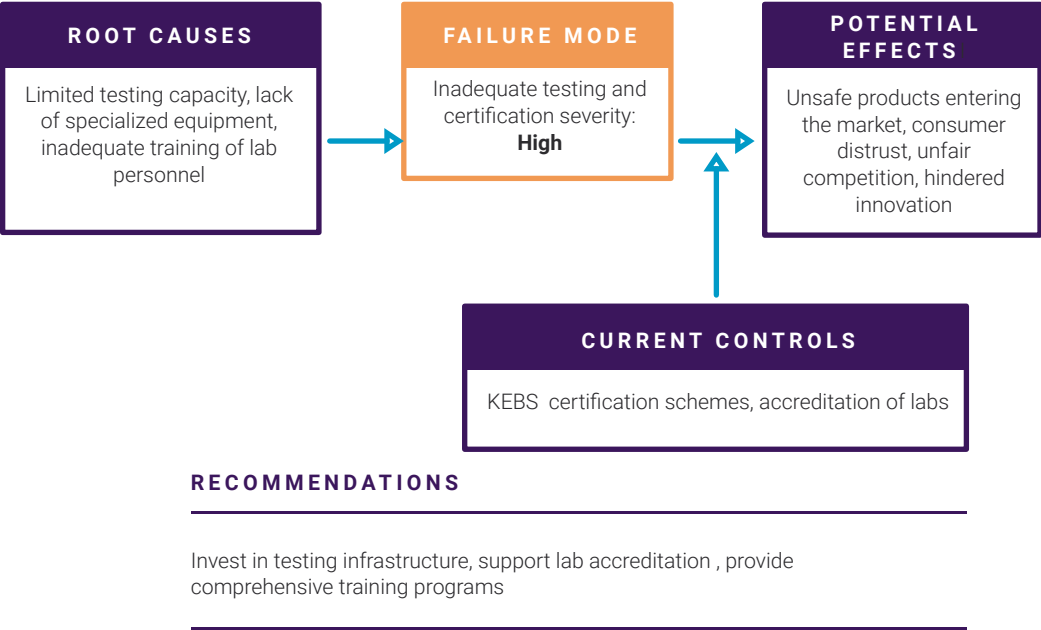 ROOT CAUSES
Limited testing capacity, lack
of specialized equipment,
inadequate training of lab
personnel
FAILURE MODE
Inadequate testing and
certification severity:
High
POTENTIAL
EFFECTS
Unsafe products entering
the market, consumer
distrust, unfair
competition, hindered
innovation
CURRENT CONTROLS
KEBS certification schemes, accreditation of labs
RECOMMENDATIONS
Invest in testing infrastructure, support lab accreditation , provide
comprehensive training programs